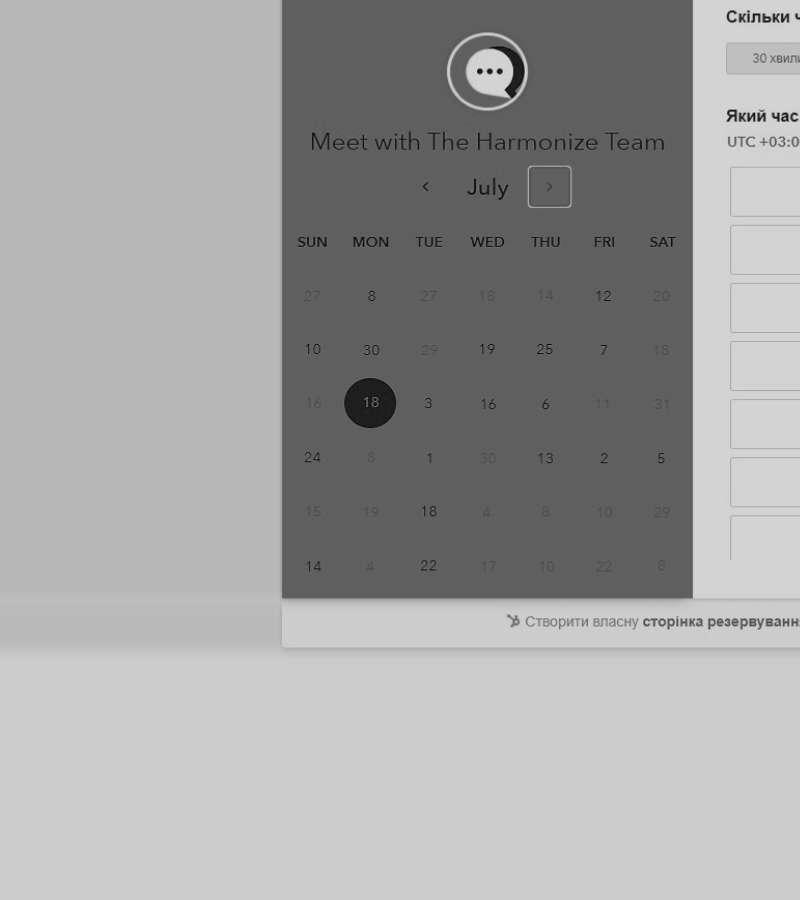 Meet with The Harmonize Team
July
SUN MON TUE WED THU FRI SAT
27 8 27 18 14 12 20
10 30 29 19 25 7 18
16 18 3 16 6 11 31
24 8 1 30 13 2 5
15 19 18 4 8 10 29
14 4 22 17 10 22 8
Скільки
30
Який час
UTC +03:0
Створити власну сторінка резервуванн